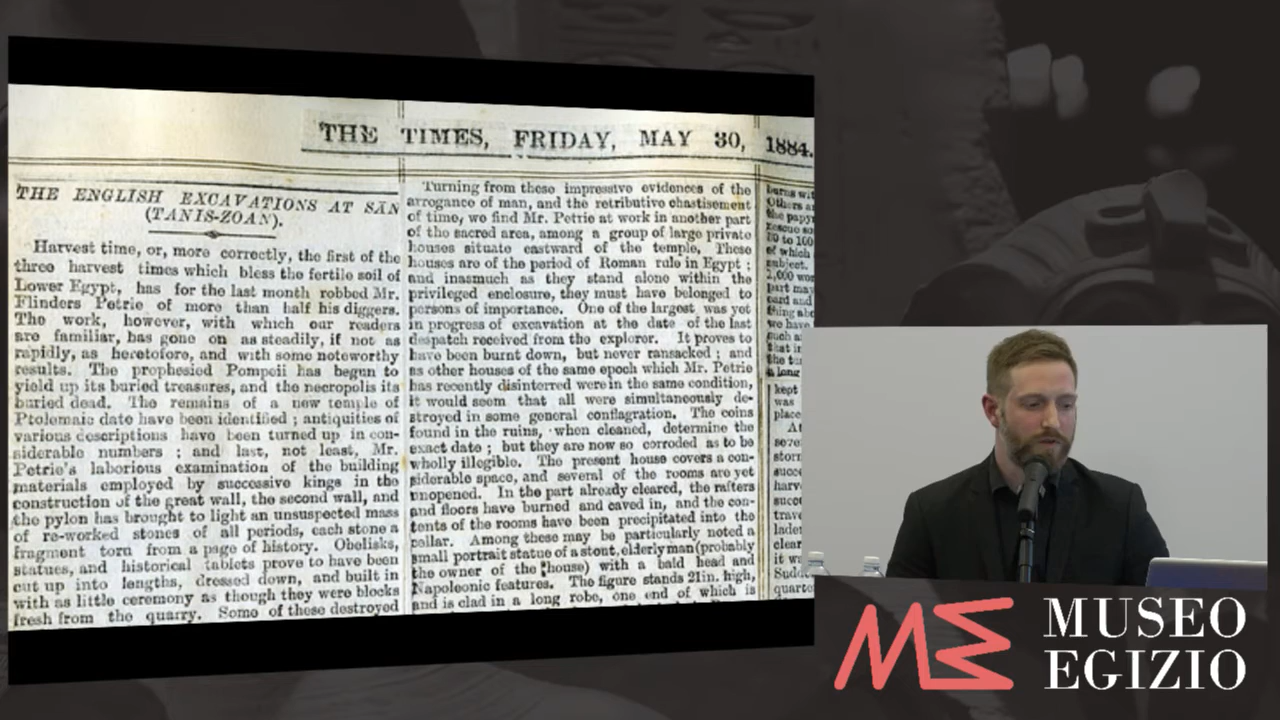 THE TIMES, FRIDAY, MAY 30, 1884.
THE ENGLISH EXCAVATIONS AT SÂN
(TANIS-ZOAN).
Harvest time, or, more correctly, the first of the
three harvest times which bless the fertile soil of
Lower Egypt, has for the last month robbed Mr.
Flinders Petrie of more than half his diggers.
The work, however, with which our readers
are familiar, has gone on as steadily, if not as
rapidly, as heretofore, and with some noteworthy
results. The prophesied Pompeii has begun to
yield up its buried treasures, and the necropolis its
buried dead. The remains of a new temple of
Ptolemaic date have been identified; antiquities of
various descriptions have been turned up in con-
siderable numbers; and last, not least, Mr.
Petrie's laborious examination of the building
materials employed by successive kings in the
construction of the great wall, the second wall, and
the pylon has brought to light an unsuspected mass
of re-worked stones of all periods, each stone a
fragment torn from a page of history. Obelisks,
statues, and historical tablets prove to have been
cut up into lengths, dressed down, and built in
with as little ceremony as though they were blocks
fresh from the quarry. Some of these destroyed
Turning from these impressive evidences of the
arrogance of man, and the retributive chastisement
of time, we find Mr. Petrie at work in another part
of the sacred area, among a group of large private
houses situate eastward of the temple. These
houses are of the period of Roman rule in Egypt;
and inasmuch as they stand alone within the
privileged enclosure, they must have belonged to
persons of importance. One of the largest was yet
in progress of excavation at the date of the last
despatch received from the explorer. It proves to
have been burnt down, but never ransacked; and
as other houses of the same epoch which Mr. Petrie
has recently disinterred were in the same condition,
it would seem that all were simultaneously de-
stroyed in some general conflagration. The coins
found in the ruins, when cleaned, determine the
exact date; but they are now so corroded as to be
wholly illegible. The present house covers a con-
siderable space, and several of the rooms are yet
unopened. In the part already cleared, the rafters
and floors have burned and caved in, and the con-
tents of the rooms have been precipitated into the
cellar. Among these may be particularly noted a
small portrait statue of a stout, elderly man (probably
the owner of the house) with a bald head and
Napoleonic features. The figure stands 21in. high,
and is clad in a long robe, one end of which is
MUSEO
EGIZIO